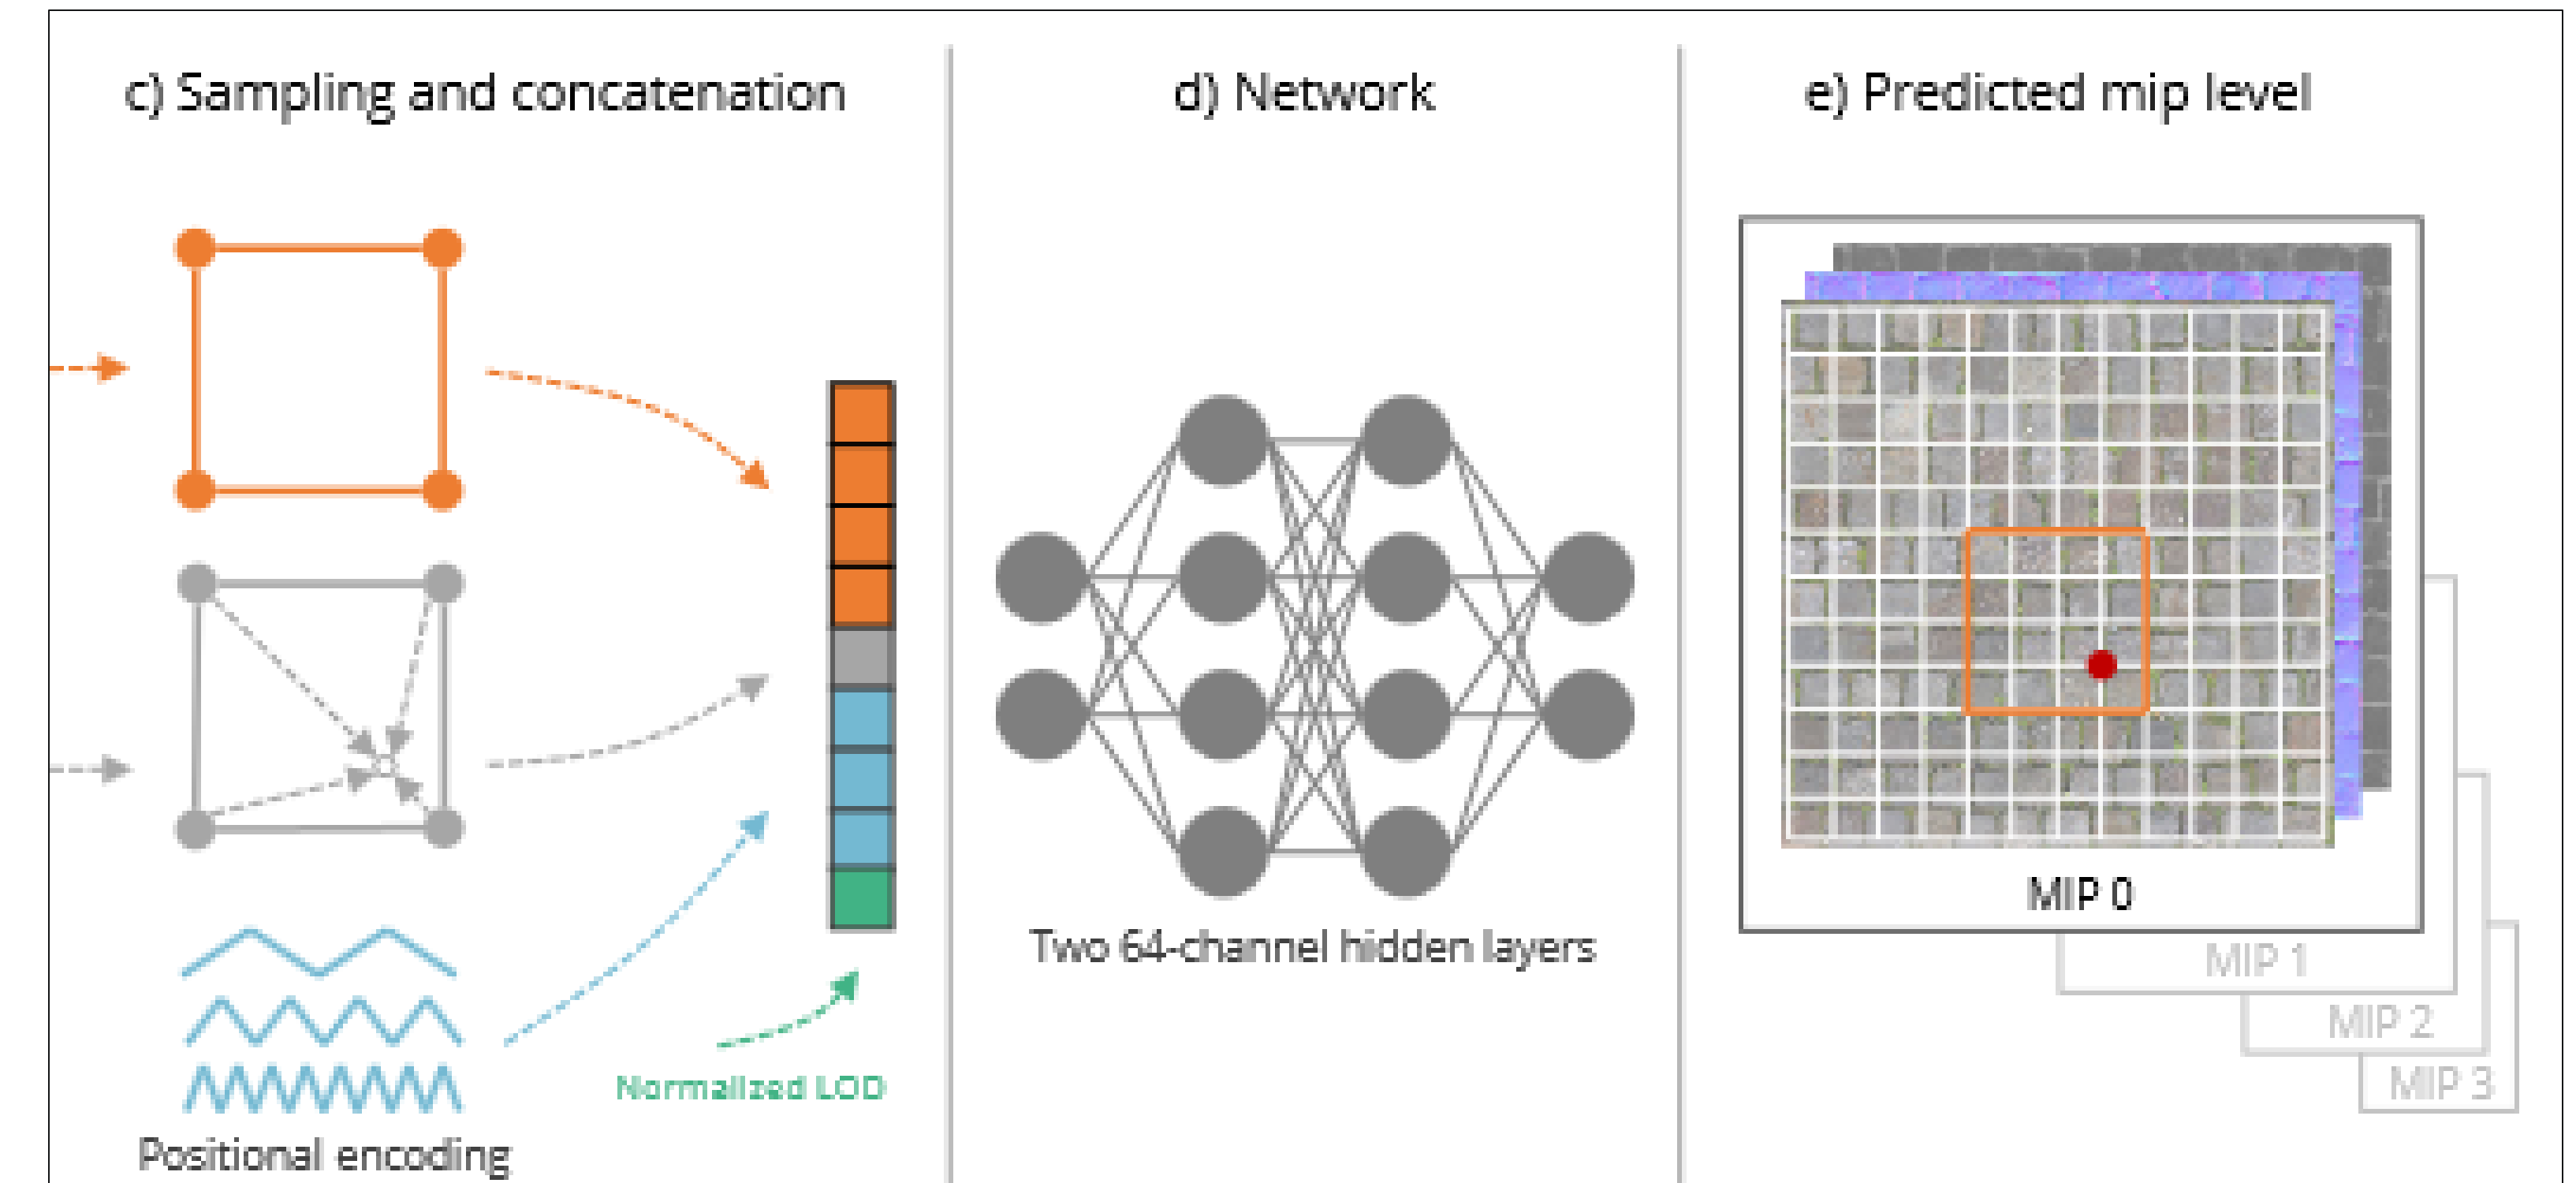 c) Sampling and concatenation
Positional encoding
Normalized LOD
d) Network
Two 64-channel hidden layers
e) Predicted mip level
MIP 0
MIP 1
MIP 2
MIP 3